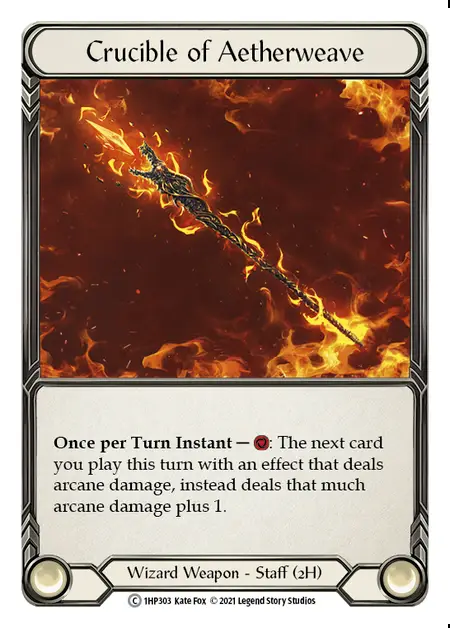 Crucible of Aetherweave
Once per Turn Instant — : The next card
you play this turn with an effect that deals
arcane damage, instead deals that much
arcane damage plus 1.
Wizard Weapon - Staff (2H)
C 1HP303 Kate Fox © 2021 Legend Story Studios